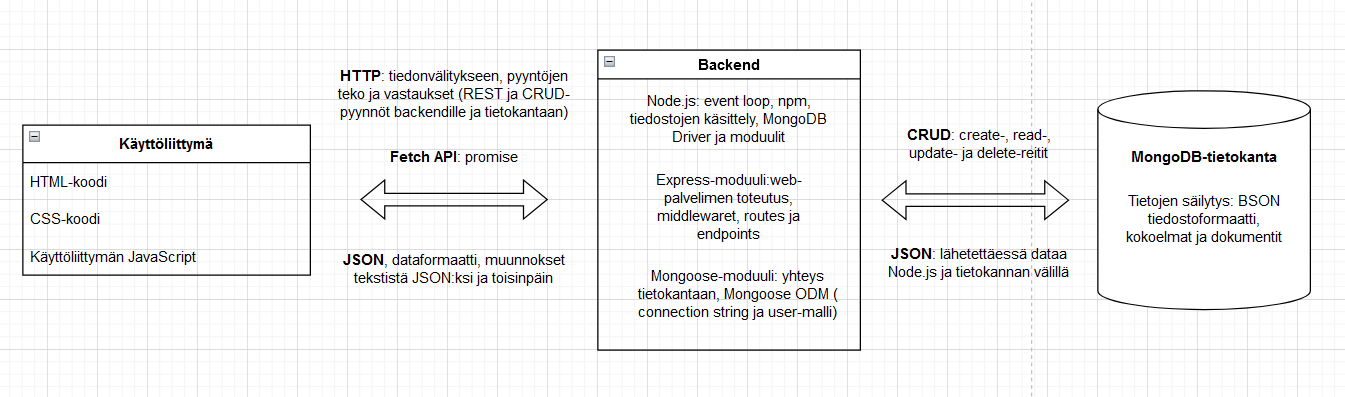 Käyttöliittymä
HTML-koodi
CSS-koodi
Käyttöliittymän JavaScript
HTTP: tiedonvälitykseen, pyyntöjen
teko ja vastaukset (REST ja CRUD-
pyynnöt backendille ja tietokantaan)
Fetch API: promise
JSON, dataformaatti, muunnokset
tekstistä JSON:ksi ja toisinpäin
Backend
Node.js: event loop, npm,
tiedostojen käsittely, MongoDB
Driver ja moduulit
Express-moduuli:web-
palvelimen toteutus,
middlewaret, routes ja
endpoints
Mongoose-moduuli: yhteys
tietokantaan, Mongoose ODM (
connection string ja user-malli)
CRUD: create-, read-,
update- ja delete-reitit
JSON: lähetettäessä dataa
Node.js ja tietokannan välillä
MongoDB-tietokanta
Tietojen säilytys: BSON
tiedostoformaatti,
kokoelmat ja dokumentit